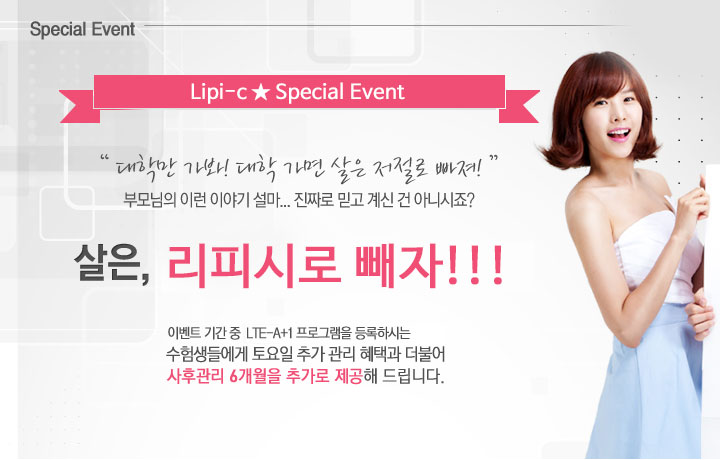 Special Event
Lipi-c ★ Special Event
“ 대학만 가봐! 대학 가면 살은 저절로 빠져! ”
부모님의 이런 이야기 설마... 진짜로 믿고 계신 건 아니시죠?
살은, 리피시로 빼자!!!
이벤트 기간 중 LTE-A+1 프로그램을 등록하시는
수험생들에게 토요일 추가 관리 혜택과 더불어
사후관리 6개월을 추가로 제공해 드립니다.